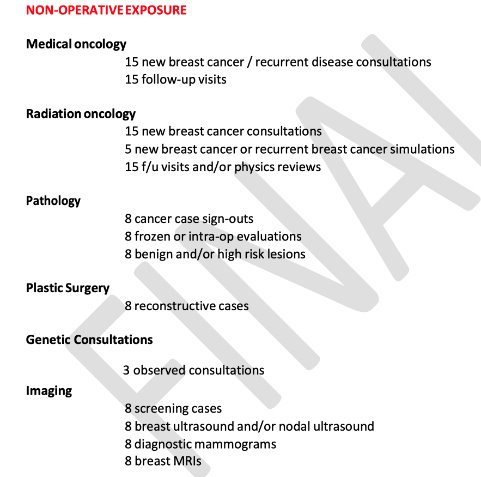 NON-OPERATIVE EXPOSURE
Medical oncology
15 new breast cancer / recurrent disease consultations
15 follow-up visits
Radiation oncology
15 new breast cancer consultations
5 new breast cancer or recurrent breast cancer simulations
15 f/u visits and/or physics reviews
Pathology
8 cancer case sign-outs
8 frozen or intra-op evaluations
8 benign and/or high risk lesions
Plastic Surgery
8 reconstructive cases
Genetic Consultations
3 observed consultations
Imaging
8 screening cases
8 breast ultrasound and/or nodal ultrasound
8 diagnostic mammograms
8 breast MRIs
FINAL